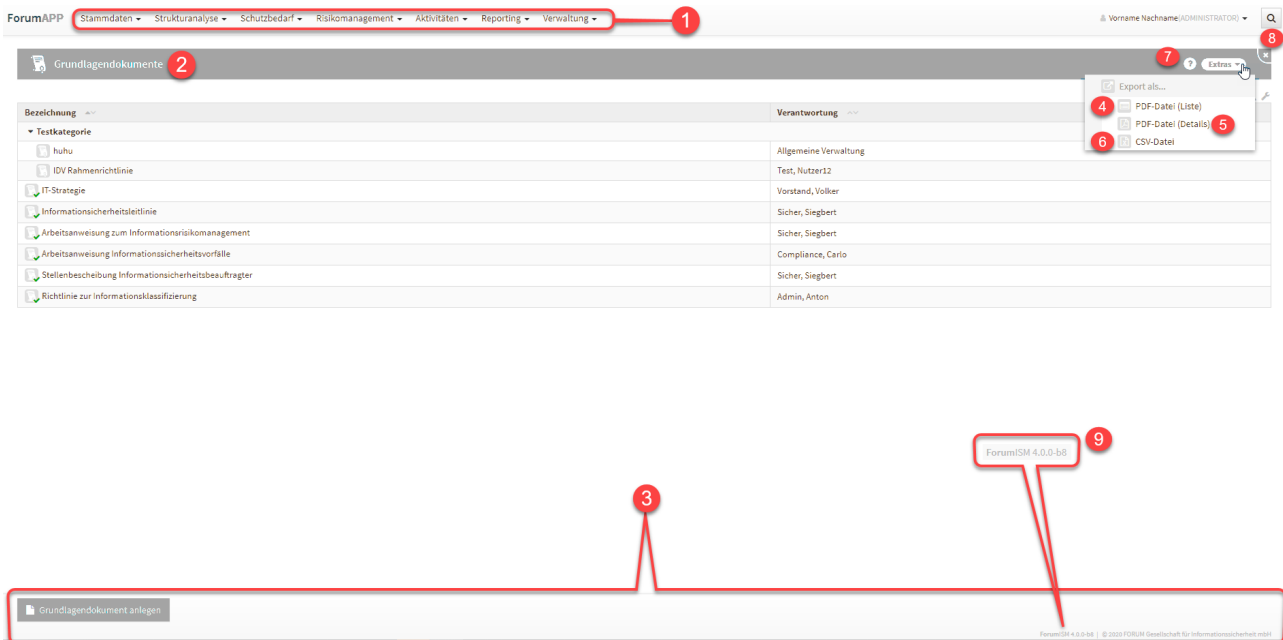 ForumAPP Stammdaten Strukturanalyse Schutzbedarf Risikomanagement Aktivitäten Reporting Verwaltung 1 Vorname Nachname(ADMINISTRATOR)
8
Grundlagendokumente 2 7 ? Extras
Export als...
4 PDF-Datei (Liste)
PDF-Datei (Details) 5
6 CSV-Datei
Bezeichnung Verantwortung
Testkategorie
huhu Allgemeine Verwaltung
IDV Rahmenrichtlinie Test, Nutzer12
IT-Strategie Vorstand, Volker
Informationsicherheitsleitlinie Sicher, Siegbert
Arbeitsanweisung zum Informationsrisikomanagement Sicher, Siegbert
Arbeitsanweisung Informationssicherheitsvorfälle Compliance, Carlo
Stellenbescheibung Informationsicherheitsbeauftragter Sicher, Siegbert
Richtlinie zur Informationsklassifizierung Admin, Anton
ForumISM 4.0.0-b8 9
3
Grundlagendokument anlegen
ForumISM 4.0.0-b8 | © 2020 FORUM Gesellschaft für Informationssicherheit mbH